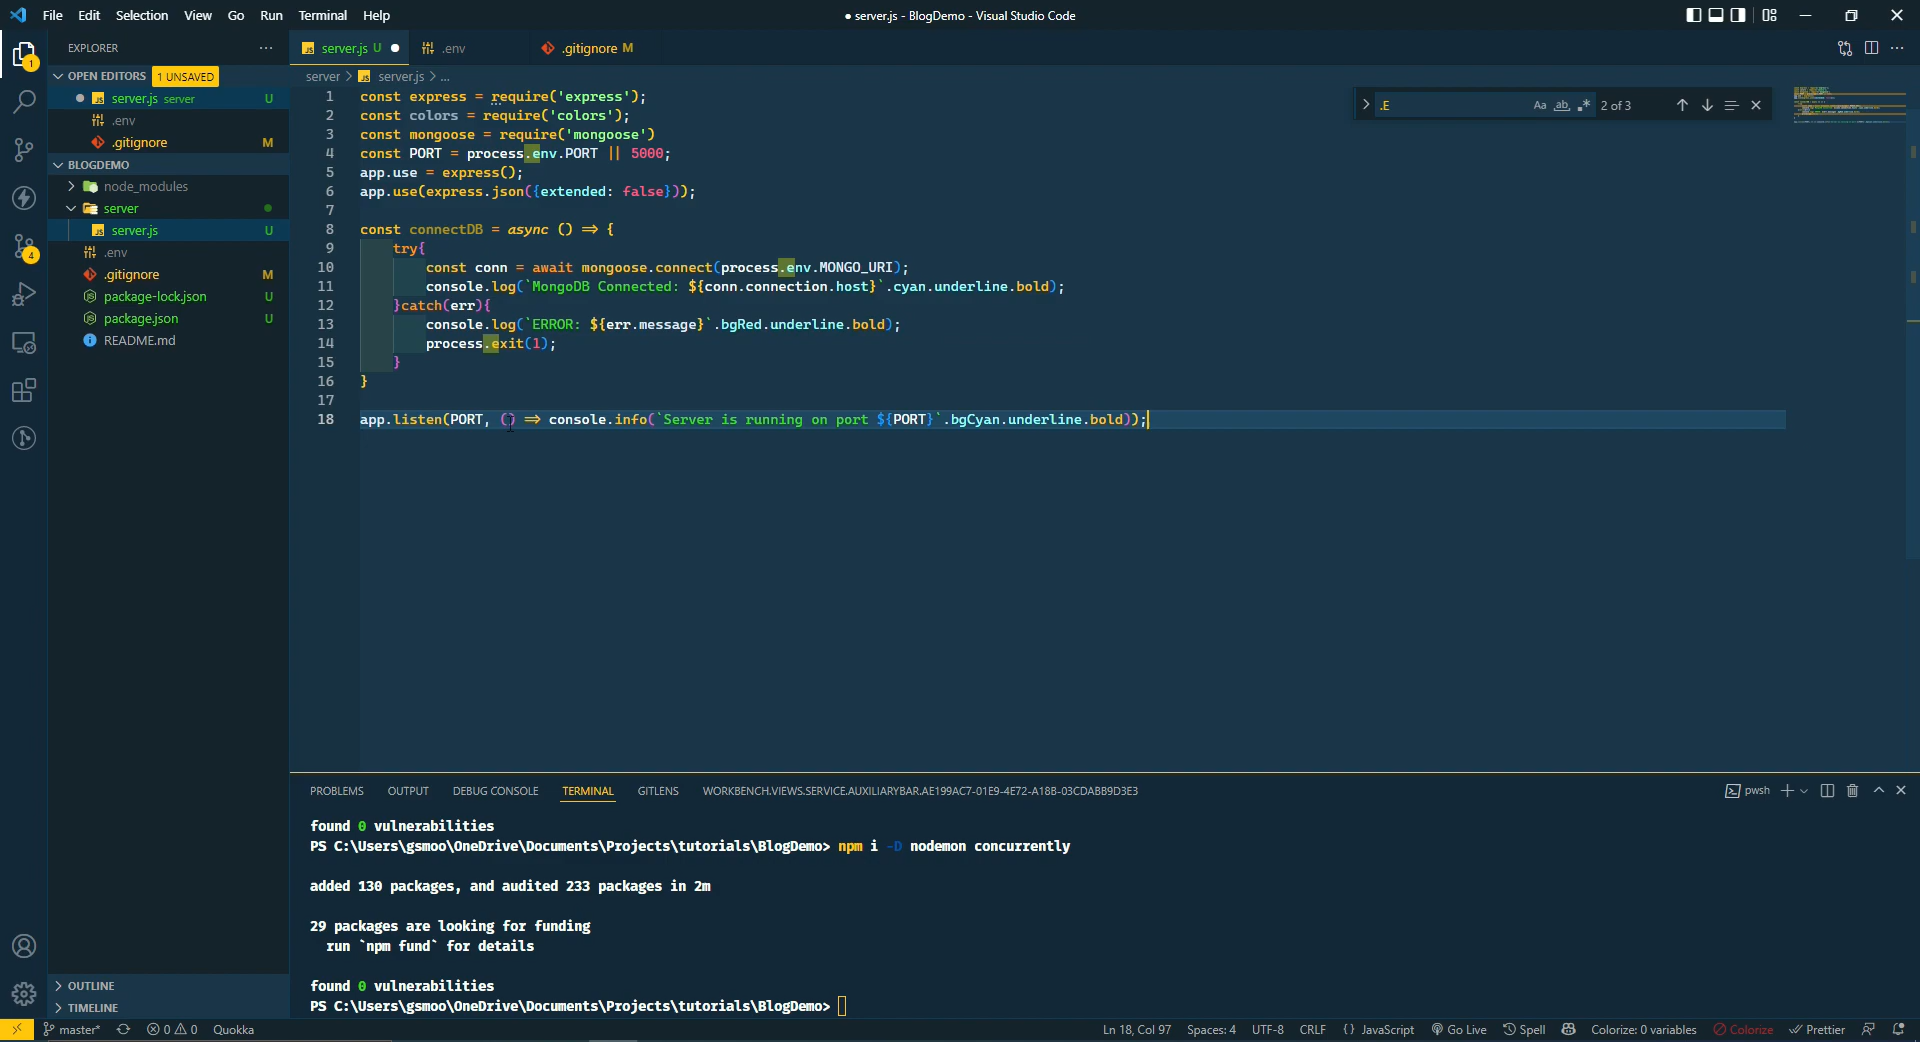 File Edit Selection View Go Run Terminal Help
● server.js - BlogDemo - Visual Studio Code
EXPLORER
server.js U
.env
.gitignore M
OPEN EDITORS 1 UNSAVED
server.js server U
.env
.gitignore M
BLOGDEMO
node_modules
server
server.js U
.env
.gitignore M
package-lock.json U
package.json U
README.md
OUTLINE
TIMELINE
1
4
server > server.js > ...
.E
Aa ab .* 2 of 3
1 const express = require('express');
2 const colors = require('colors');
3 const mongoose = require('mongoose')
4 const PORT = process.env.PORT || 5000;
5 app.use = express();
6 app.use(express.json({extended: false}));
7
8 const connectDB = async () => {
9 try{
10 const conn = await mongoose.connect(process.env.MONGO_URI);
11 console.log(`MongoDB Connected: ${conn.connection.host}`.cyan.underline.bold);
12 }catch(err){
13 console.log(`ERROR: ${err.message}`.bgRed.underline.bold);
14 process.exit(1);
15 }
16 }
17
18 app.listen(PORT, () => console.info(`Server is running on port ${PORT}`.bgCyan.underline.bold));
PROBLEMS OUTPUT DEBUG CONSOLE TERMINAL GITLENS WORKBENCH.VIEWS.SERVICE.AUXILIARYBAR.AE199AC7-01E9-4E72-A18B-03CDABB9D3E3
pwsh
found 0 vulnerabilities
PS C:\Users\gsmoo\OneDrive\Documents\Projects\tutorials\BlogDemo> npm i -D nodemon concurrently
added 130 packages, and audited 233 packages in 2m
29 packages are looking for funding
run `npm fund` for details
found 0 vulnerabilities
PS C:\Users\gsmoo\OneDrive\Documents\Projects\tutorials\BlogDemo>
master* 0 0 Quokka
Ln 18, Col 97 Spaces: 4 UTF-8 CRLF {} JavaScript Go Live Spell Colorize: 0 variables Colorize Prettier